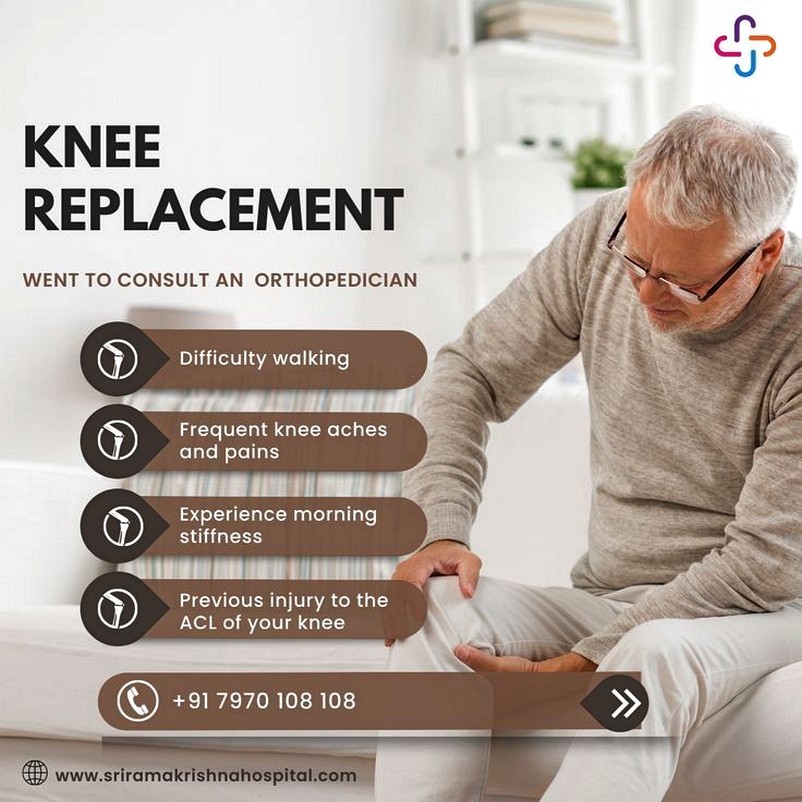 KNEE
REPLACEMENT
WENT TO CONSULT AN ORTHOPEDICIAN
Difficulty walking
Frequent knee aches
and pains
Experience morning
stiffness
Previous injury to the
ACL of your knee
+91 7970 108 108
www.sriramakrishnahospital.com